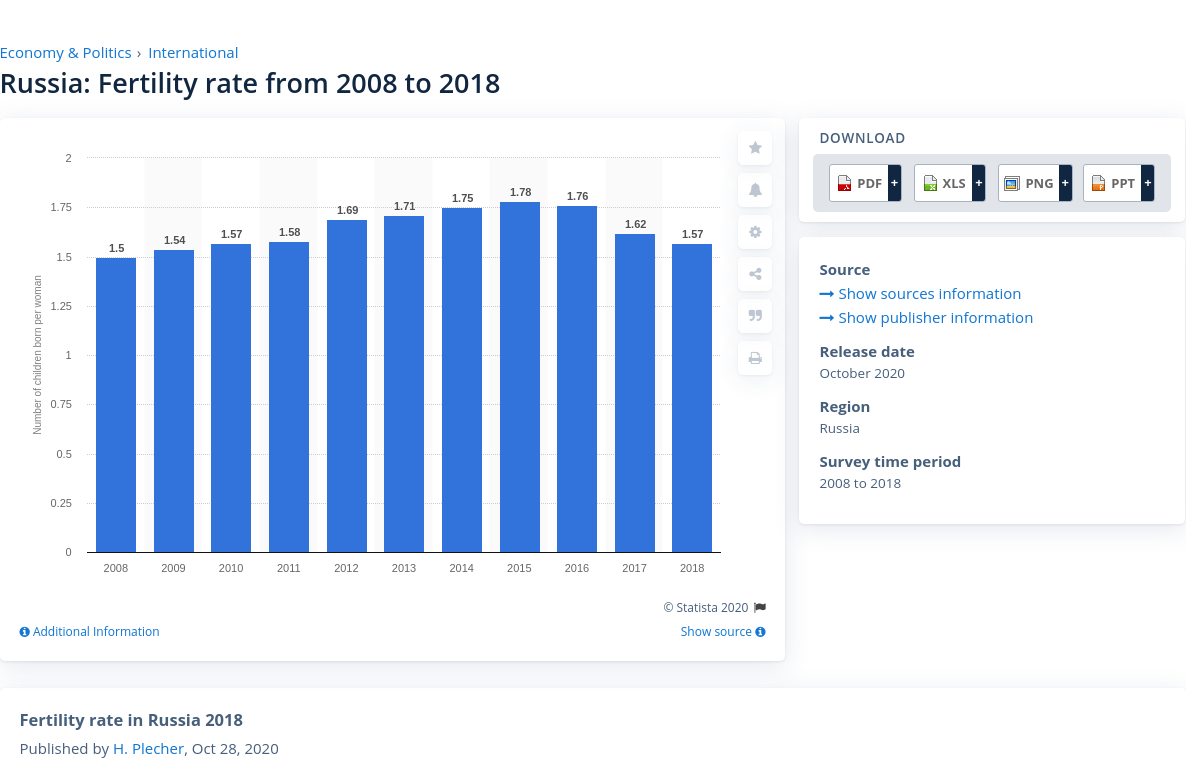 Economy & Politics › International
Russia: Fertility rate from 2008 to 2018
2
1.75
1.5
1.25
1
0.75
0.5
0.25
0
Number of children born per woman
1.5
1.54
1.57
1.58
1.69
1.71
1.75
1.78
1.76
1.62
1.57
2008 2009 2010 2011 2012 2013 2014 2015 2016 2017 2018
© Statista 2020
Additional Information
Show source
DOWNLOAD
PDF + XLS + PNG + PPT +
Source
Show sources information
Show publisher information
Release date
October 2020
Region
Russia
Survey time period
2008 to 2018
Fertility rate in Russia 2018
Published by H. Plecher, Oct 28, 2020